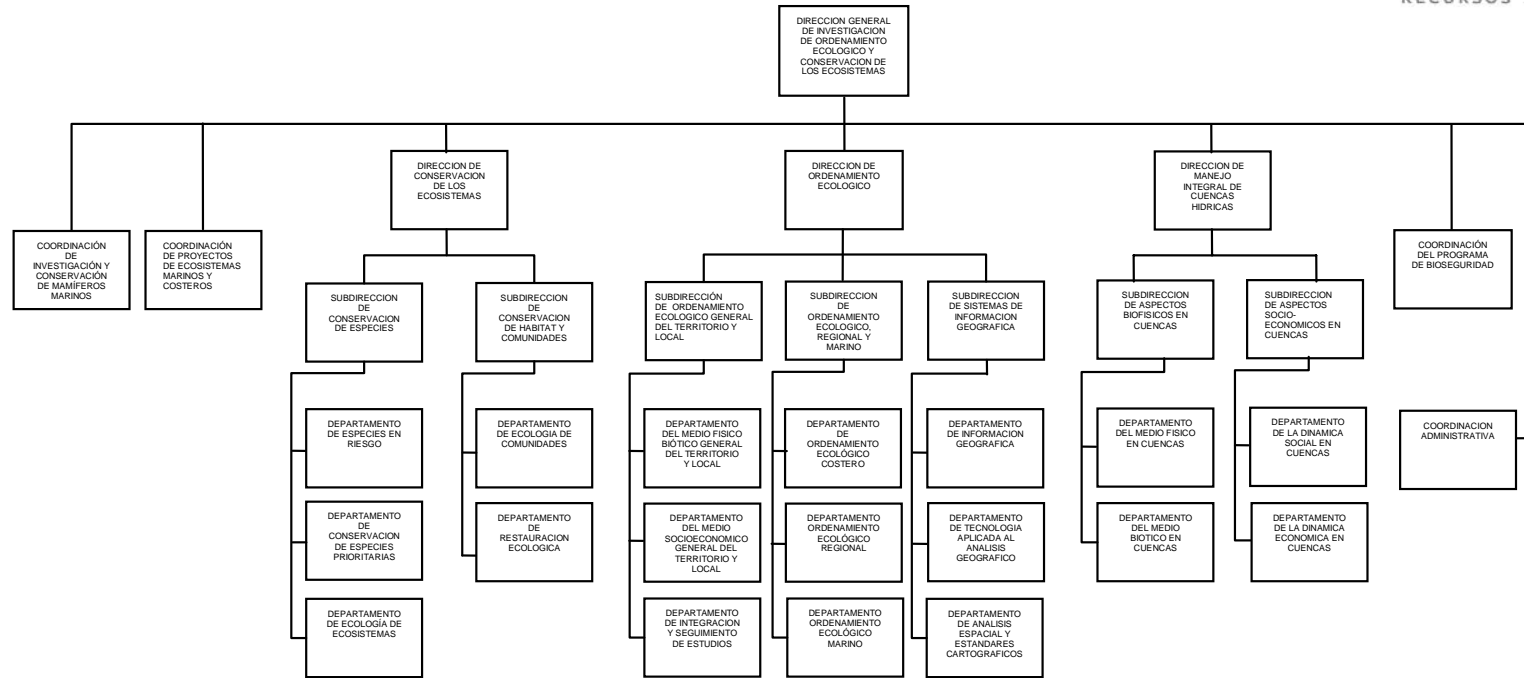 RECURSOS
DIRECCION GENERAL
DE INVESTIGACION
DE ORDENAMIENTO
ECOLOGICO Y
CONSERVACION DE
LOS ECOSISTEMAS
DIRECCION DE
CONSERVACION
DE LOS
ECOSISTEMAS
DIRECCION DE
ORDENAMIENTO
ECOLOGICO
DIRECCION DE
MANEJO
INTEGRAL DE
CUENCAS
HIDRICAS
COORDINACIÓN
DE
INVESTIGACIÓN Y
CONSERVACIÓN
DE MAMÍFEROS
MARINOS
COORDINACIÓN
DE PROYECTOS
DE ECOSISTEMAS
MARINOS Y
COSTEROS
COORDINACIÓN
DEL PROGRAMA
DE BIOSEGURIDAD
SUBDIRECCION
DE
CONSERVACION
DE ESPECIES
SUBDIRECCION
DE
CONSERVACION
DE HABITAT Y
COMUNIDADES
SUBDIRECCIÓN
DE ORDENAMIENTO
ECOLOGICO GENERAL
DEL TERRITORIO Y
LOCAL
SUBDIRECCION
DE
ORDENAMIENTO
ECOLOGICO,
REGIONAL Y
MARINO
SUBDIRECCION
DE SISTEMAS DE
INFORMACION
GEOGRAFICA
SUBDIRECCION
DE ASPECTOS
BIOFISICOS EN
CUENCAS
SUBDIRECCION
DE ASPECTOS
SOCIO-
ECONOMICOS EN
CUENCAS
DEPARTAMENTO
DE ESPECIES EN
RIESGO
DEPARTAMENTO
DE ECOLOGIA DE
COMUNIDADES
DEPARTAMENTO
DEL MEDIO FISICO
BIÓTICO GENERAL
DEL TERRITORIO
Y LOCAL
DEPARTAMENTO
DE
ORDENAMIENTO
ECOLÓGICO
COSTERO
DEPARTAMENTO
DE INFORMACION
GEOGRAFICA
DEPARTAMENTO
DEL MEDIO FISICO
EN CUENCAS
DEPARTAMENTO
DE LA DINAMICA
SOCIAL EN
CUENCAS
COORDINACION
ADMINISTRATIVA
DEPARTAMENTO
DE
CONSERVACION
DE ESPECIES
PRIORITARIAS
DEPARTAMENTO
DE
RESTAURACION
ECOLOGICA
DEPARTAMENTO
DEL MEDIO
SOCIOECONOMICO
GENERAL DEL
TERRITORIO Y
LOCAL
DEPARTAMENTO
ORDENAMIENTO
ECOLÓGICO
REGIONAL
DEPARTAMENTO
DE TECNOLOGIA
APLICADA AL
ANALISIS
GEOGRAFICO
DEPARTAMENTO
DEL MEDIO
BIOTICO EN
CUENCAS
DEPARTAMENTO
DE LA DINAMICA
ECONOMICA EN
CUENCAS
DEPARTAMENTO
DE ECOLOGÍA DE
ECOSISTEMAS
DEPARTAMENTO
DE INTEGRACION
Y SEGUIMIENTO
DE ESTUDIOS
DEPARTAMENTO
ORDENAMIENTO
ECOLÓGICO
MARINO
DEPARTAMENTO
DE ANALISIS
ESPACIAL Y
ESTANDARES
CARTOGRAFICOS